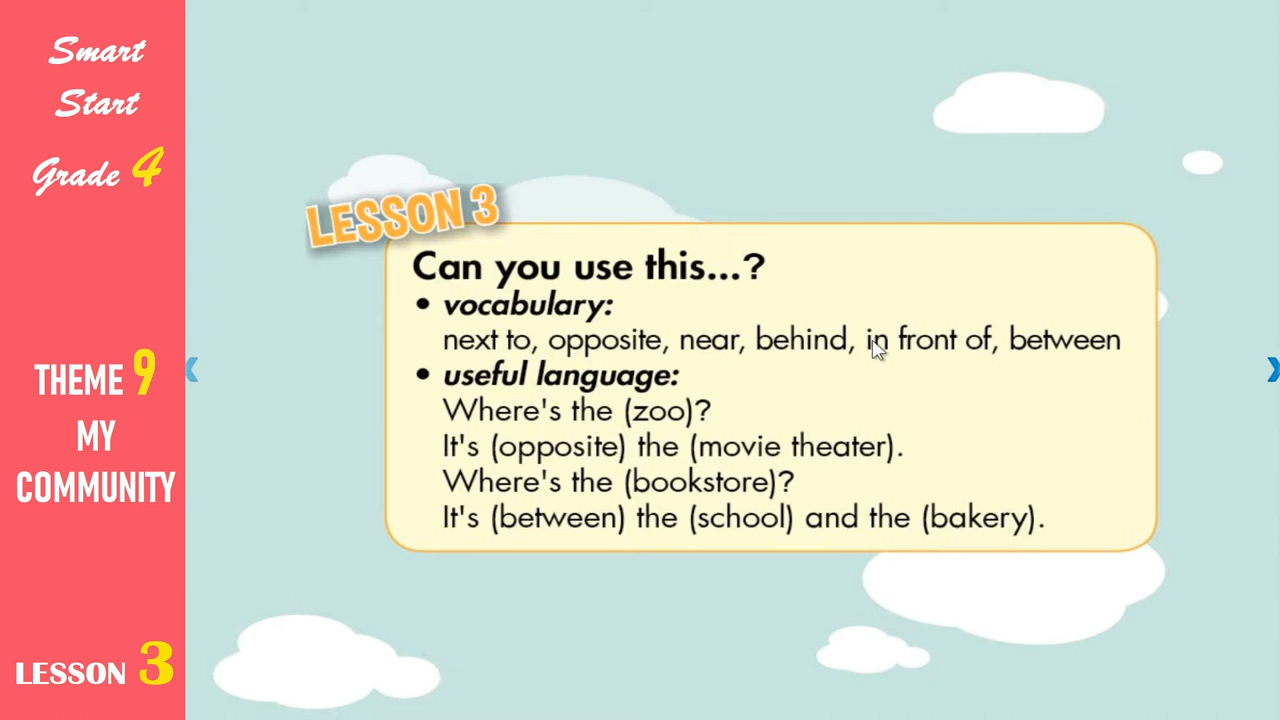 Smart
Start
Grade 4
THEME 9
MY
COMMUNITY
LESSON 3
LESSON 3
Can you use this...?
• vocabulary:
next to, opposite, near, behind, in front of, between
• useful language:
Where's the (zoo)?
It's (opposite) the (movie theater).
Where's the (bookstore)?
It's (between) the (school) and the (bakery).